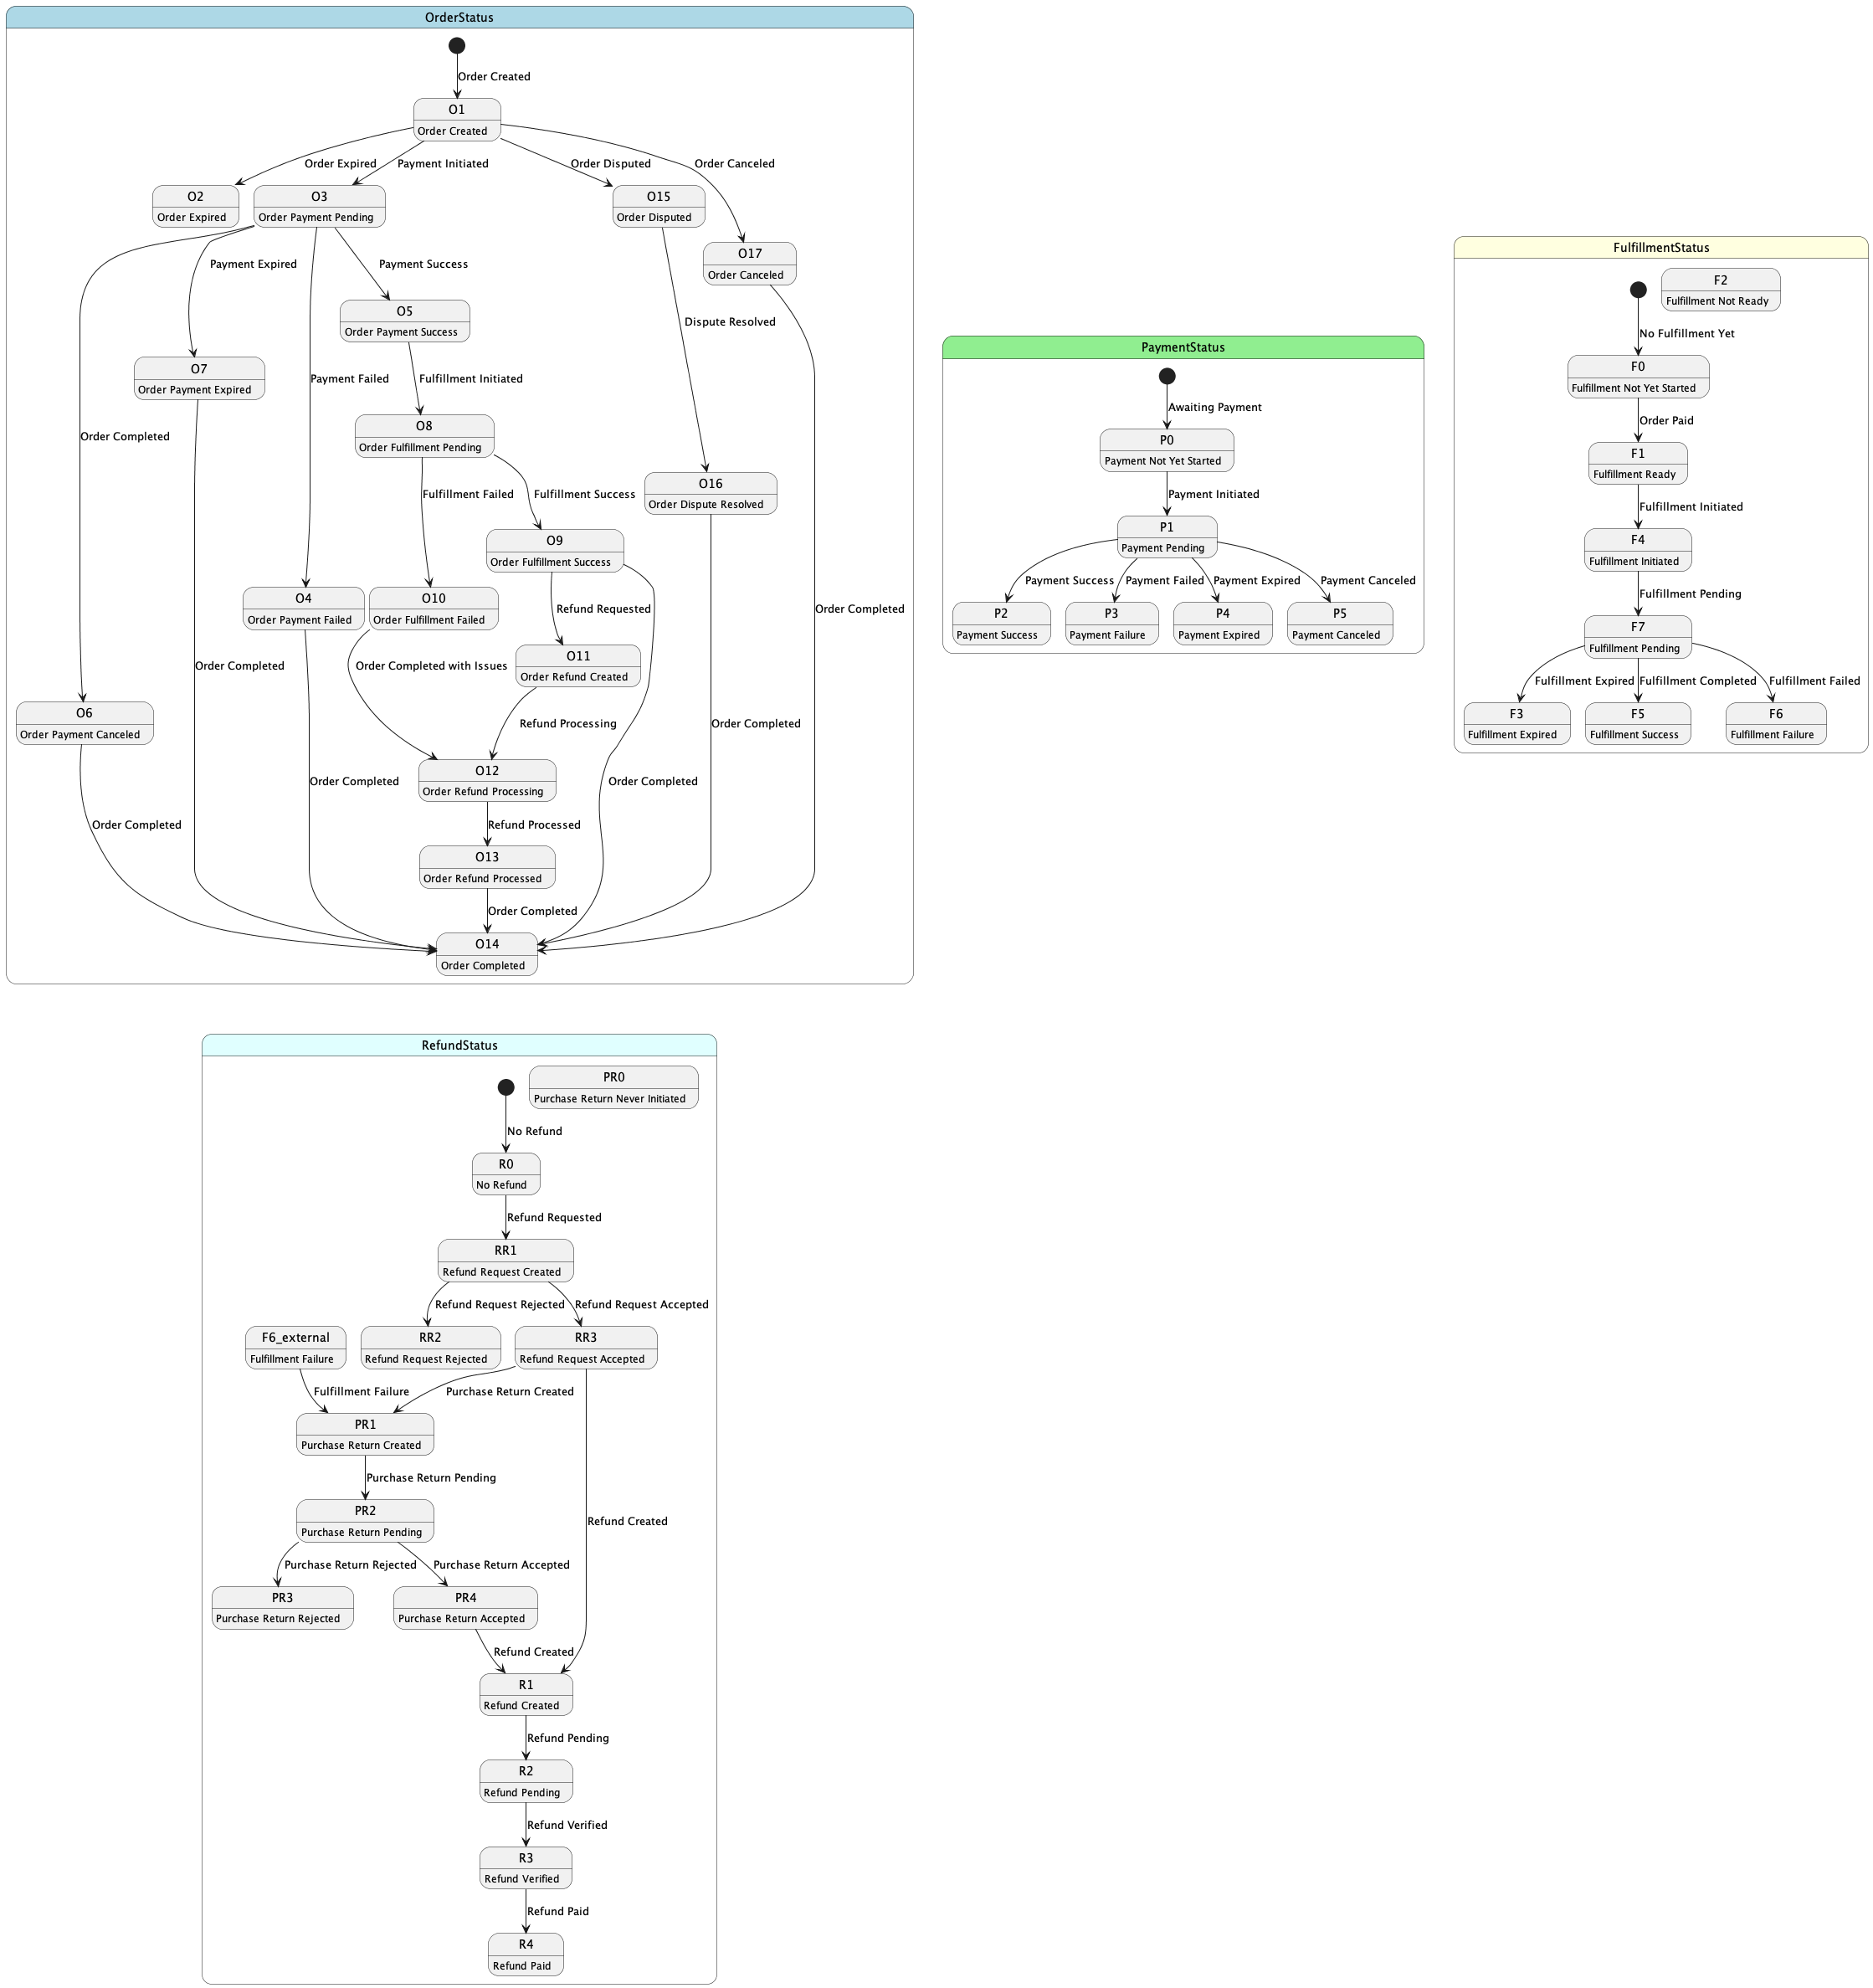 OrderStatus
Order Created
O1
Order Created
Order Expired
Payment Initiated
Order Disputed
Order Canceled
O2
Order Expired
O3
Order Payment Pending
O15
Order Disputed
O17
Order Canceled
Payment Expired
Payment Success
O5
Order Payment Success
Dispute Resolved
O7
Order Payment Expired
Payment Failed
Fulfillment Initiated
Order Completed
O8
Order Fulfillment Pending
Fulfillment Failed
Fulfillment Success
O16
Order Dispute Resolved
O9
Order Fulfillment Success
O4
Order Payment Failed
O10
Order Fulfillment Failed
Refund Requested
Order Completed
Order Completed
Order Completed with Issues
O11
Order Refund Created
O6
Order Payment Canceled
Refund Processing
Order Completed
O12
Order Refund Processing
Order Completed
Order Completed
Order Completed
Refund Processed
O13
Order Refund Processed
Order Completed
O14
Order Completed
PaymentStatus
Awaiting Payment
P0
Payment Not Yet Started
Payment Initiated
P1
Payment Pending
Payment Success
Payment Failed
Payment Expired
Payment Canceled
P2
Payment Success
P3
Payment Failure
P4
Payment Expired
P5
Payment Canceled
FulfillmentStatus
F2
Fulfillment Not Ready
No Fulfillment Yet
F0
Fulfillment Not Yet Started
Order Paid
F1
Fulfillment Ready
Fulfillment Initiated
F4
Fulfillment Initiated
Fulfillment Pending
F7
Fulfillment Pending
Fulfillment Expired
Fulfillment Completed
Fulfillment Failed
F3
Fulfillment Expired
F5
Fulfillment Success
F6
Fulfillment Failure
RefundStatus
PR0
Purchase Return Never Initiated
No Refund
R0
No Refund
Refund Requested
RR1
Refund Request Created
Refund Request Rejected
Refund Request Accepted
F6_external
Fulfillment Failure
RR2
Refund Request Rejected
RR3
Refund Request Accepted
Fulfillment Failure
Purchase Return Created
PR1
Purchase Return Created
Purchase Return Pending
PR2
Purchase Return Pending
Refund Created
Purchase Return Rejected
Purchase Return Accepted
PR3
Purchase Return Rejected
PR4
Purchase Return Accepted
Refund Created
R1
Refund Created
Refund Pending
R2
Refund Pending
Refund Verified
R3
Refund Verified
Refund Paid
R4
Refund Paid